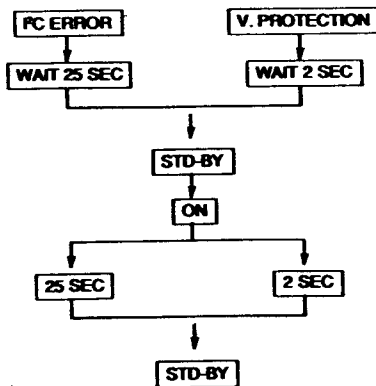 I²C ERROR
V. PROTECTION
WAIT 25 SEC
WAIT 2 SEC
STD-BY
ON
25 SEC
2 SEC
STD-BY